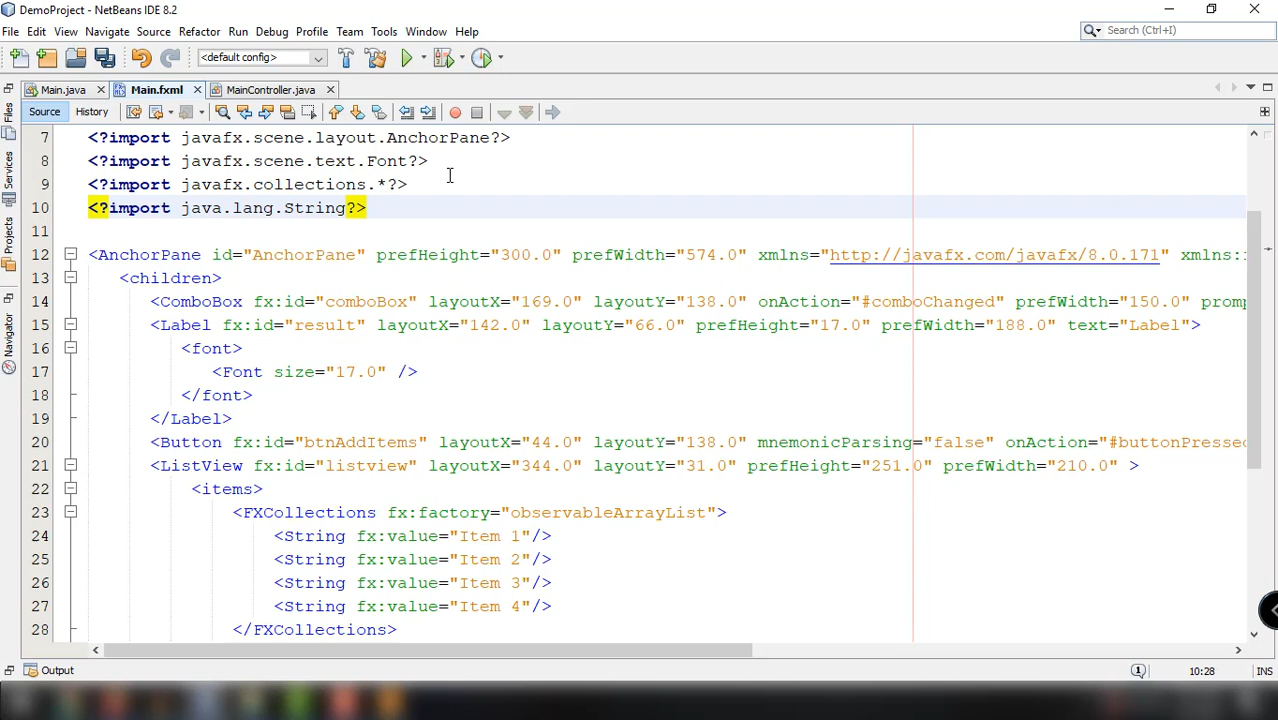 DemoProject - NetBeans IDE 8.2
File Edit View Navigate Source Refactor Run Debug Profile Team Tools Window Help
Search (Ctrl+I)
<default config>
Main.java Main.fxml MainController.java
Source History
Files
Services
Projects
Navigator
7 <?import javafx.scene.layout.AnchorPane?>
8 <?import javafx.scene.text.Font?>
9 <?import javafx.collections.*?>
10 <?import java.lang.String?>
11
12 <AnchorPane id="AnchorPane" prefHeight="300.0" prefWidth="574.0" xmlns="http://javafx.com/javafx/8.0.171" xmlns:
13 <children>
14 <ComboBox fx:id="comboBox" layoutX="169.0" layoutY="138.0" onAction="#comboChanged" prefWidth="150.0" prom
15 <Label fx:id="result" layoutX="142.0" layoutY="66.0" prefHeight="17.0" prefWidth="188.0" text="Label">
16 <font>
17 <Font size="17.0" />
18 </font>
19 </Label>
20 <Button fx:id="btnAddItems" layoutX="44.0" layoutY="138.0" mnemonicParsing="false" onAction="#buttonPressed
21 <ListView fx:id="listview" layoutX="344.0" layoutY="31.0" prefHeight="251.0" prefWidth="210.0" >
22 <items>
23 <FXCollections fx:factory="observableArrayList">
24 <String fx:value="Item 1"/>
25 <String fx:value="Item 2"/>
26 <String fx:value="Item 3"/>
27 <String fx:value="Item 4"/>
28 </FXCollections>
Output
1
10:28
INS